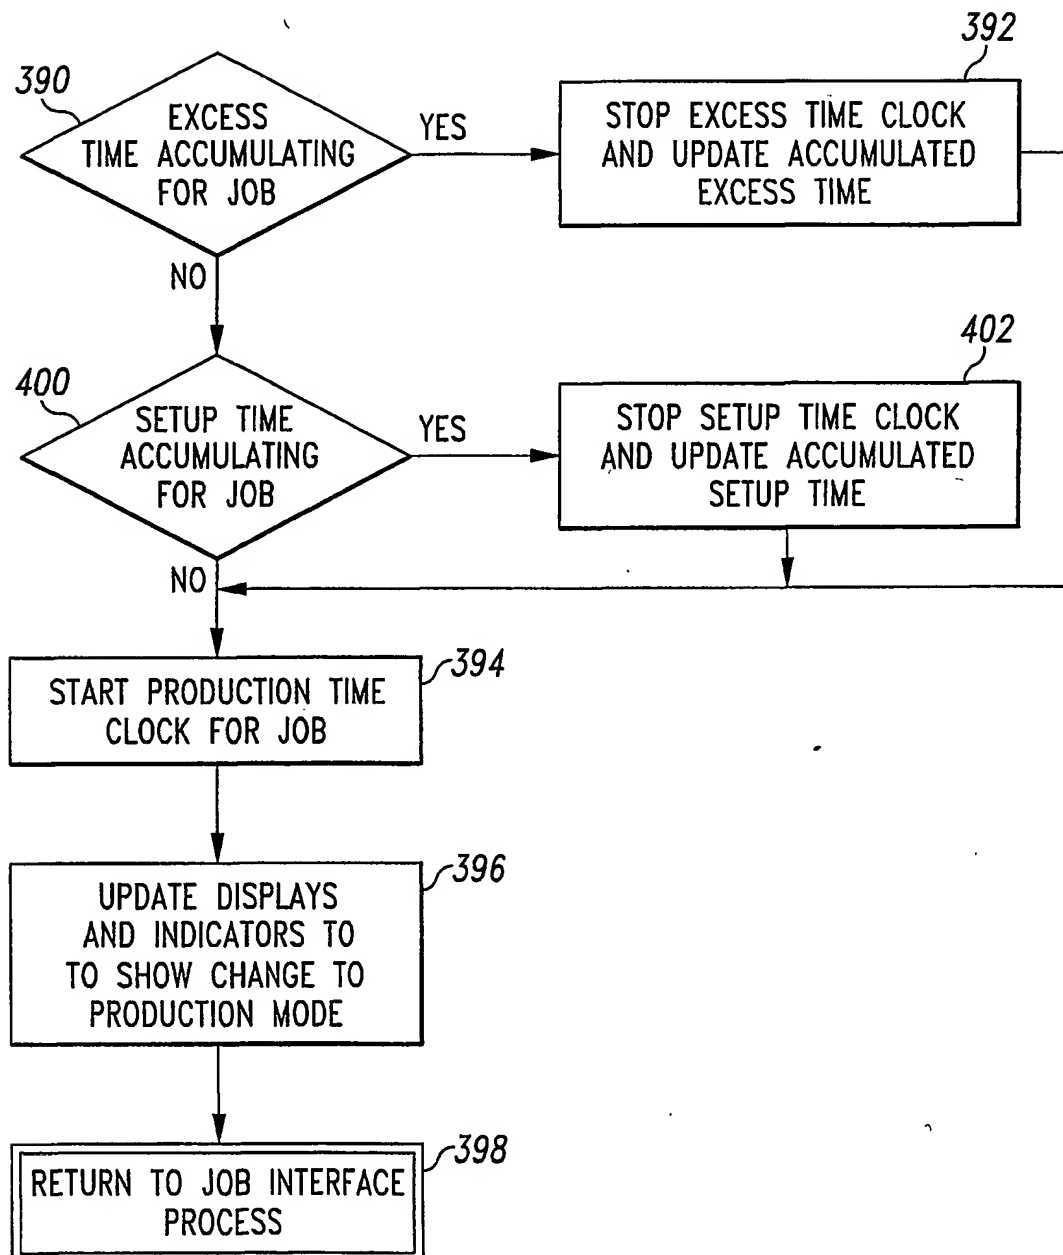 390
EXCESS
TIME ACCUMULATING
FOR JOB
YES
392
STOP EXCESS TIME CLOCK
AND UPDATE ACCUMULATED
EXCESS TIME
NO
400
SETUP TIME
ACCUMULATING
FOR JOB
YES
402
STOP SETUP TIME CLOCK
AND UPDATE ACCUMULATED
SETUP TIME
NO
394
START PRODUCTION TIME
CLOCK FOR JOB
396
UPDATE DISPLAYS
AND INDICATORS TO
TO SHOW CHANGE TO
PRODUCTION MODE
398
RETURN TO JOB INTERFACE
PROCESS